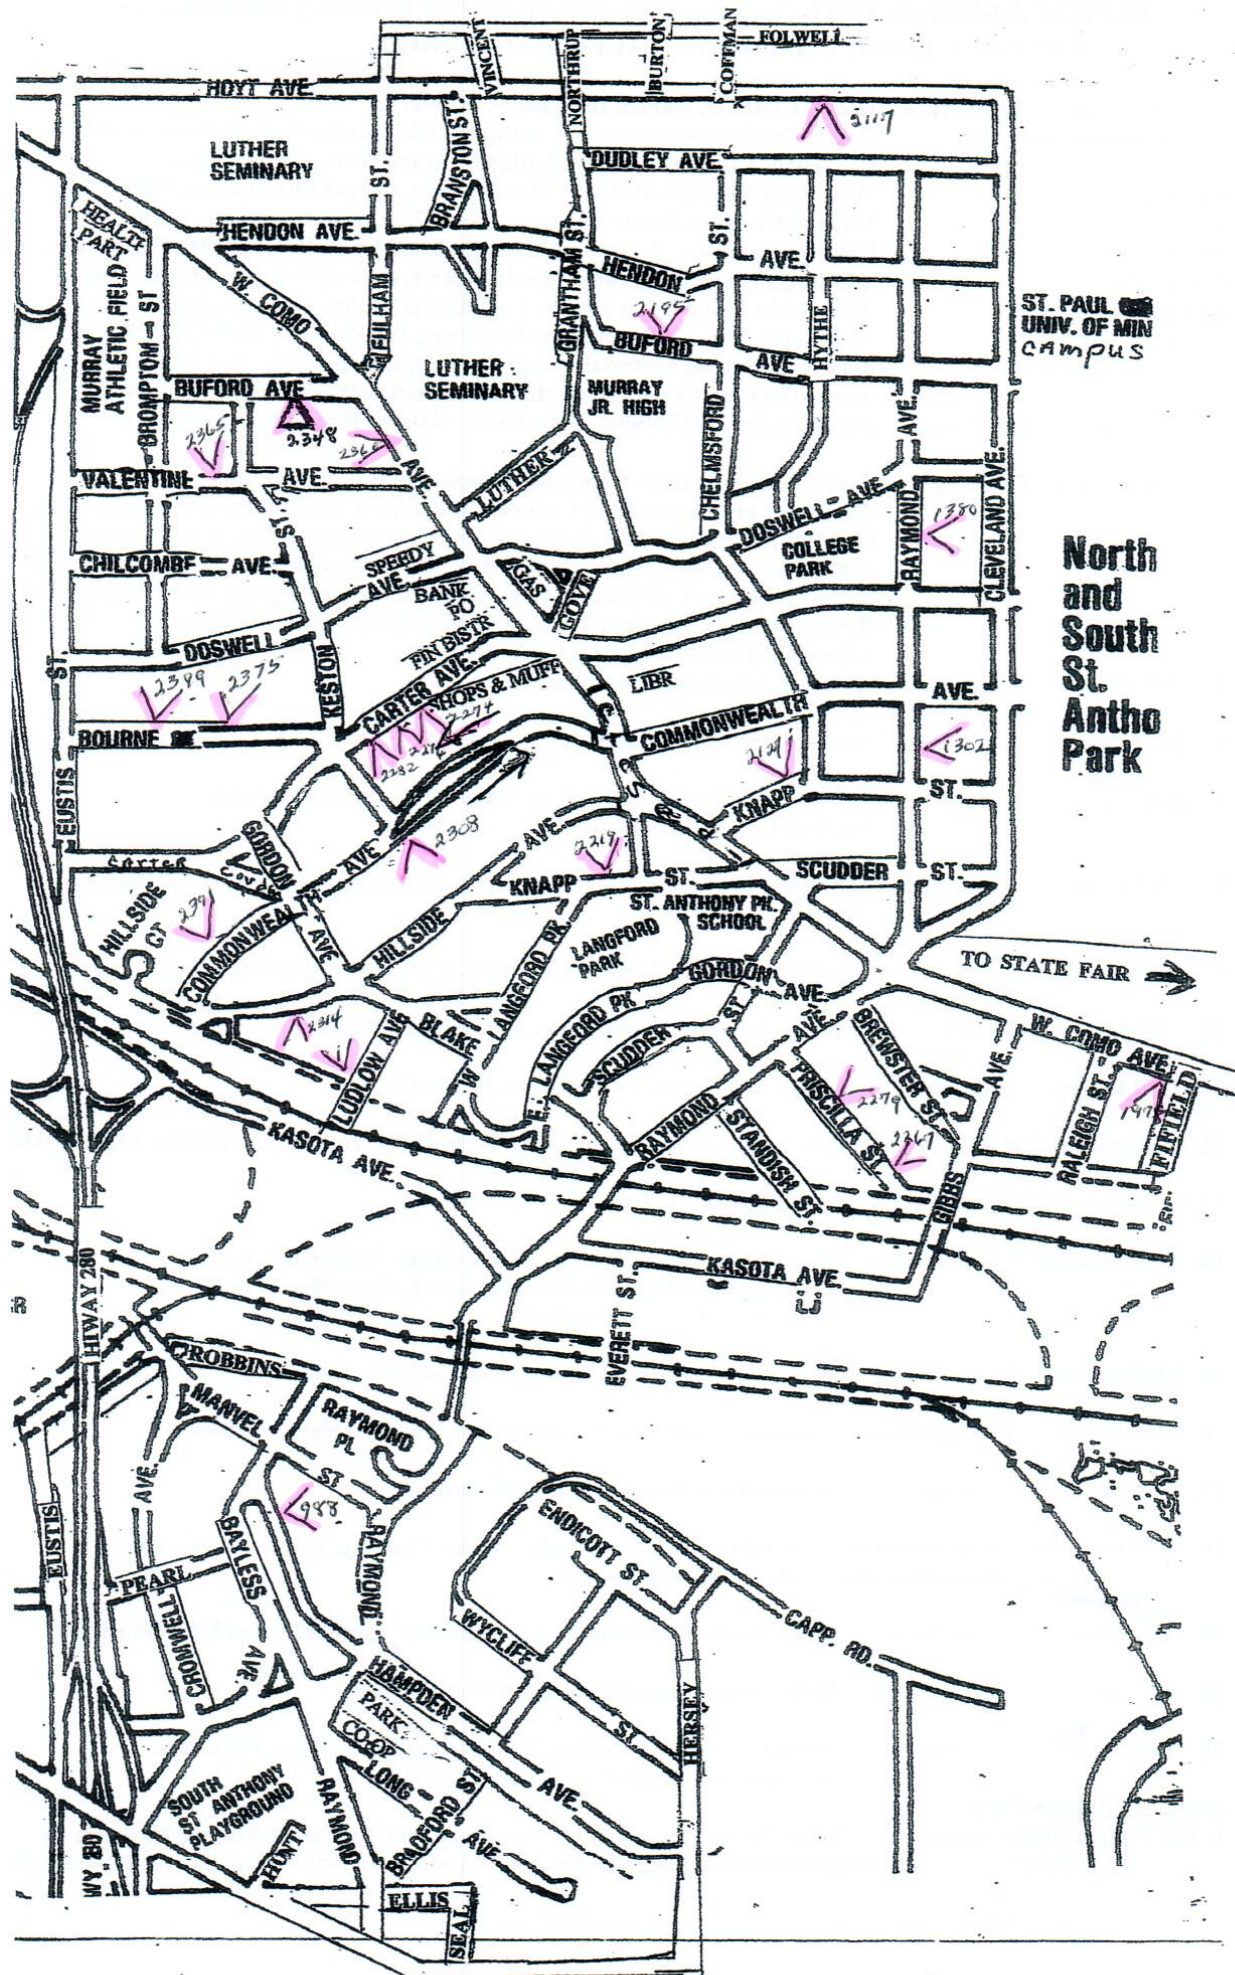 VINCENT
NORTHRUP
BURTON
COFFMAN
FOLWELL
HOYT AVE.
2117
LUTHER
SEMINARY
ST.
BRANSTON ST.
DUDLEY AVE.
HEALTH
PART
HENDON AVE.
GRANTHAM ST.
HENDON
ST.
AVE.
W. COMO
FULHAM
2195
BUFORD
AVE
HYTHE
ST. PAUL
UNIV. OF MIN
CAMPUS
MURRAY
ATHLETIC FIELD
BROMPTOM ST
BUFORD AVE
LUTHER
SEMINARY
MURRAY
JR. HIGH
2365
2348
CHELMSFORD
AVE.
VALENTINE
AVE.
AVE.
LUTHER
DOSWELL AVE
RAYMOND
1380
CLEVELAND AVE.
ST.
CHILCOMBE AVE.
SPEEDY
AVE.
GAS
GOVE
COLLEGE
PARK
BANK
PO
FIN BISTR
North
and
South
St.
Antho
Park
DOSWELL
ST.
KESTON
2389
2375
CARTER AVE.
SHOPS & MUFF
LIBR
AVE.
BOURNE
2274
2282
COMMONWEALTH
2129
1302
EUSTIS
KNAPP
ST.
GORDON
AVE
2308
AVE.
2219
CARTER
KNAPP
ST.
SCUDDER
ST.
HILLSIDE
CT
COMMONWEALTH
AVE
HILLSIDE
LANGFORD PK.
LANGFORD
PARK
ST. ANTHONY PK.
SCHOOL
GORDON
AVE.
TO STATE FAIR
2314
LUDLOW AVE
BLAKE
W
E. LANGFORD PK
SCUDDER
ST
AVE.
BREWSTER ST.
AVE.
W. COMO AVE.
PRISCILLA ST.
2279
2267
RALEIGH ST.
FIFIELD
KASOTA AVE.
RAYMOND
STANDISH ST.
GIBBS
HIWAY 280
KASOTA AVE.
EVERETT ST.
ROBBINS
MANVEL
ST.
RAYMOND
PL
AVE.
988
EUSTIS
BAYLESS
AVE.
RAYMOND
ENDICOTT ST.
PEARL
CROMWELL
WYCLIFF
ST.
CAPP. RD.
HAMPDEN
AVE.
HERSEY
PARK
CO-OP
LONG
AVE
SOUTH
ST ANTHONY
PLAYGROUND
RAYMOND
BRADFORD ST
HUNT
ELLIS
SEAL